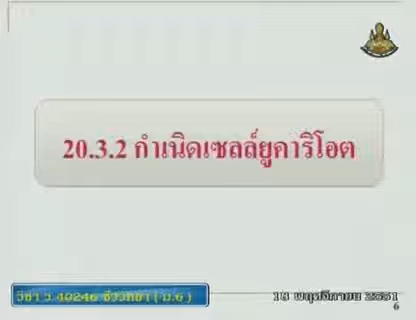 20.3.2 กำเนิดเซลล์ยูคาริโอต
วิชา ว 40246 ชีววิทยา ( ม.6 )
13 พฤศจิกายน 2551
6